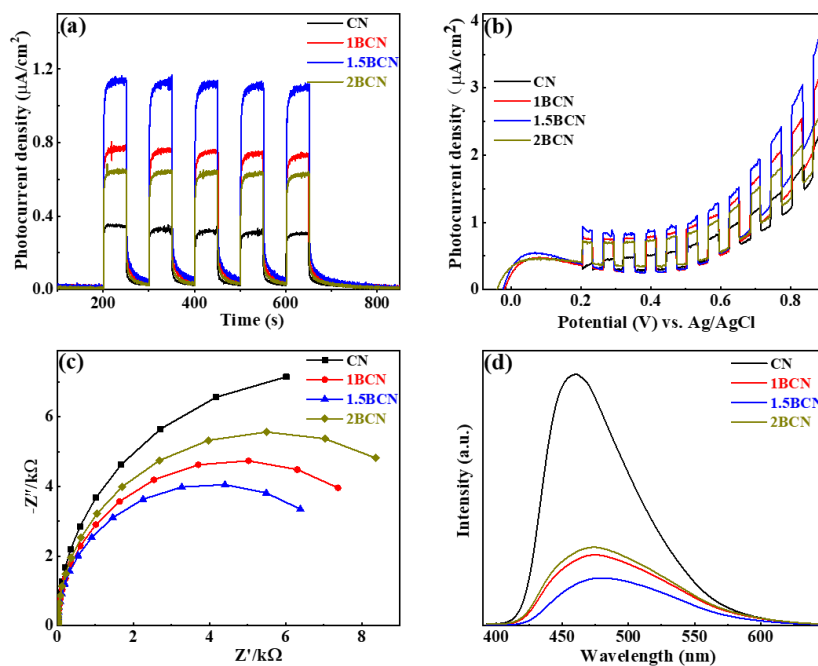 (a)
CN
1BCN
1.5BCN
2BCN
Photocurrent density (μA/cm²)
1.2
0.8
0.4
0.0
200 400 600 800
Time (s)
(b)
CN
1BCN
1.5BCN
2BCN
Photocurrent density (μA/cm²)
4
3
2
1
0
0.0 0.2 0.4 0.6 0.8
Potential (V) vs. Ag/AgCl
(c)
CN
1BCN
1.5BCN
2BCN
-Z''/kΩ
6
4
2
0
0 2 4 6 8
Z'/kΩ
(d)
CN
1BCN
1.5BCN
2BCN
Intensity (a.u.)
400 450 500 550 600
Wavelength (nm)